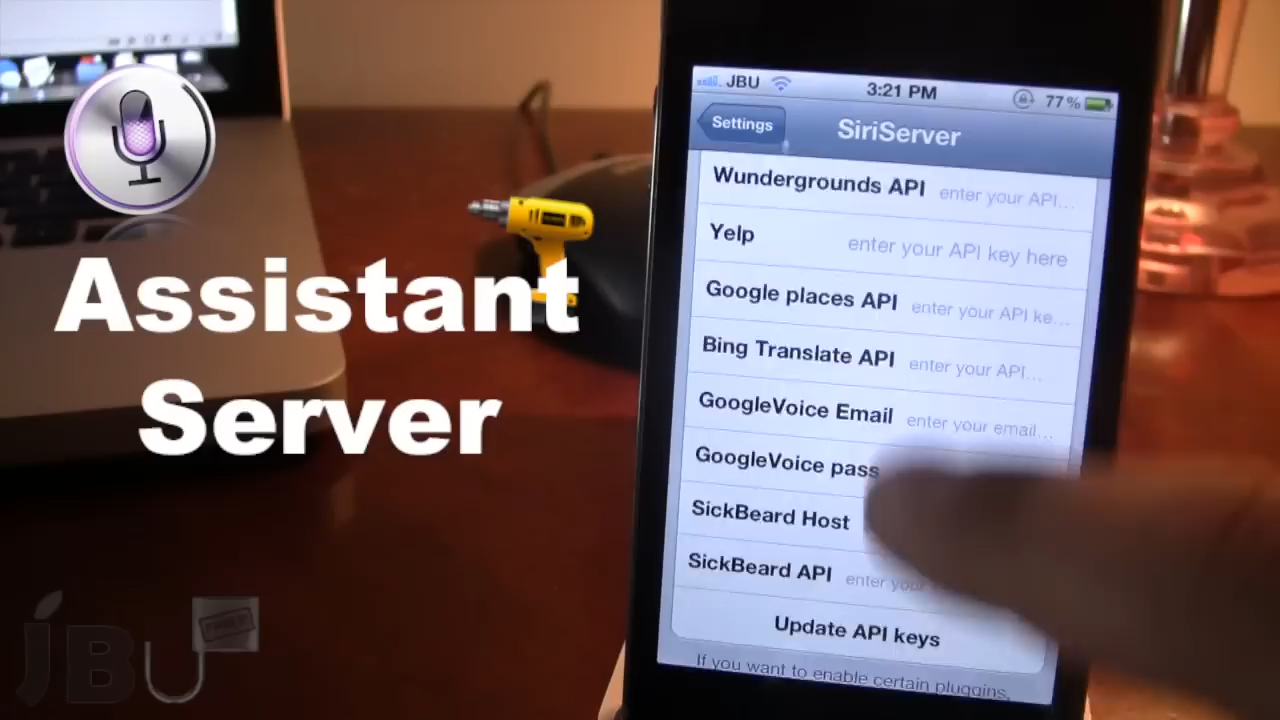 JBU
3:21 PM
77%
Settings
SiriServer
Wundergrounds API enter your API...
Yelp enter your API key here
Google places API enter your API ke...
Bing Translate API enter your API...
GoogleVoice Email enter your email...
GoogleVoice pass
SickBeard Host
SickBeard API enter your
Update API keys
If you want to enable certain pluggins,
Assistant
Server
JBU